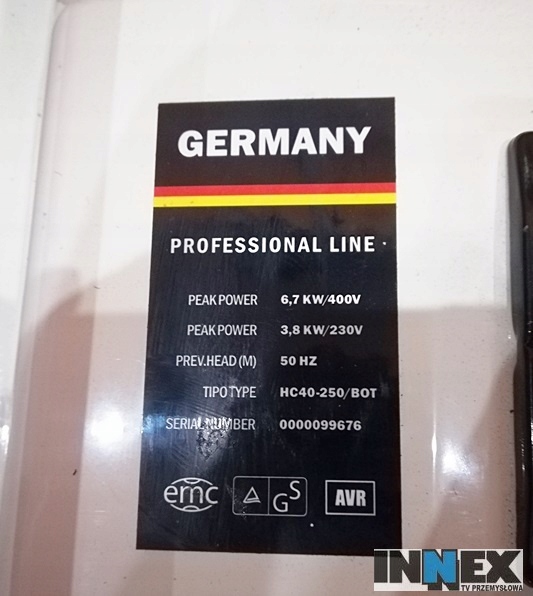 GERMANY
PROFESSIONAL LINE
PEAK POWER 6,7 KW/400V
PEAK POWER 3,8 KW/230V
PREV.HEAD (M) 50 HZ
TIPO TYPE HC40-250/BOT
SERIAL NUMBER 0000099676
emc GS AVR
INNEX
TV PRZEMYSŁOWA